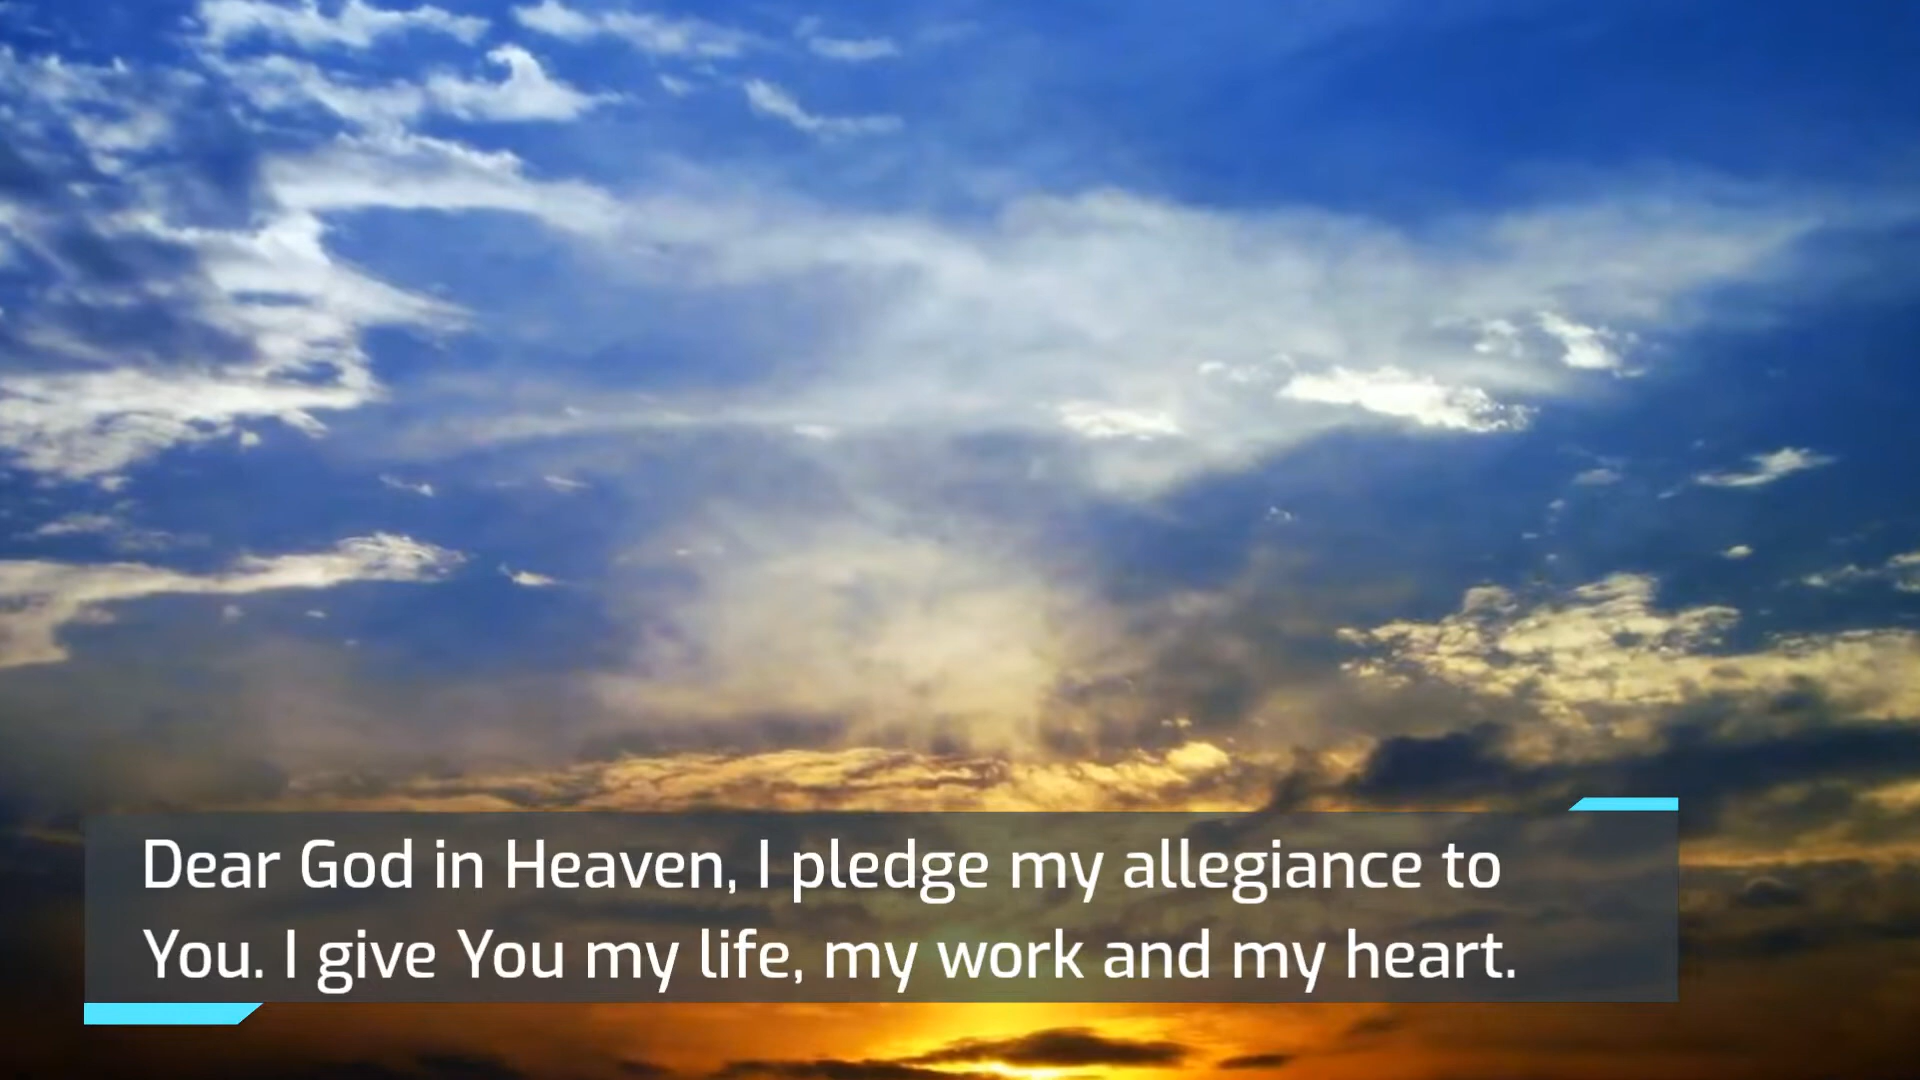 Dear God in Heaven, I pledge my allegiance to
You. I give You my life, my work and my heart.